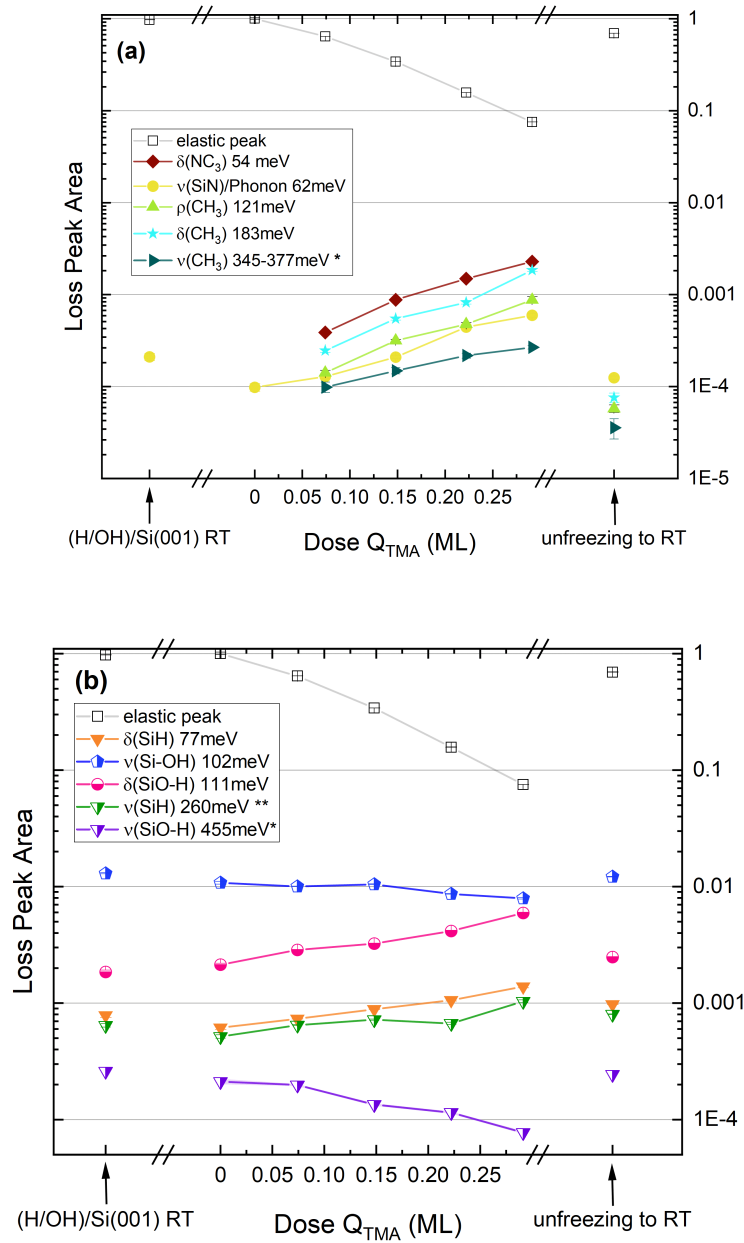 (a)
1
0.1
0.01
0.001
1E-4
1E-5
Loss Peak Area
elastic peak
δ(NC3) 54 meV
ν(SiN)/Phonon 62meV
ρ(CH3) 121meV
δ(CH3) 183meV
ν(CH3) 345-377meV *
0 0.05 0.10 0.15 0.20 0.25
(H/OH)/Si(001) RT
Dose QTMA (ML)
unfreezing to RT
(b)
1
0.1
0.01
0.001
1E-4
Loss Peak Area
elastic peak
δ(SiH) 77meV
ν(Si-OH) 102meV
δ(SiO-H) 111meV
ν(SiH) 260meV **
ν(SiO-H) 455meV*
0 0.05 0.10 0.15 0.20 0.25
(H/OH)/Si(001) RT
Dose QTMA (ML)
unfreezing to RT